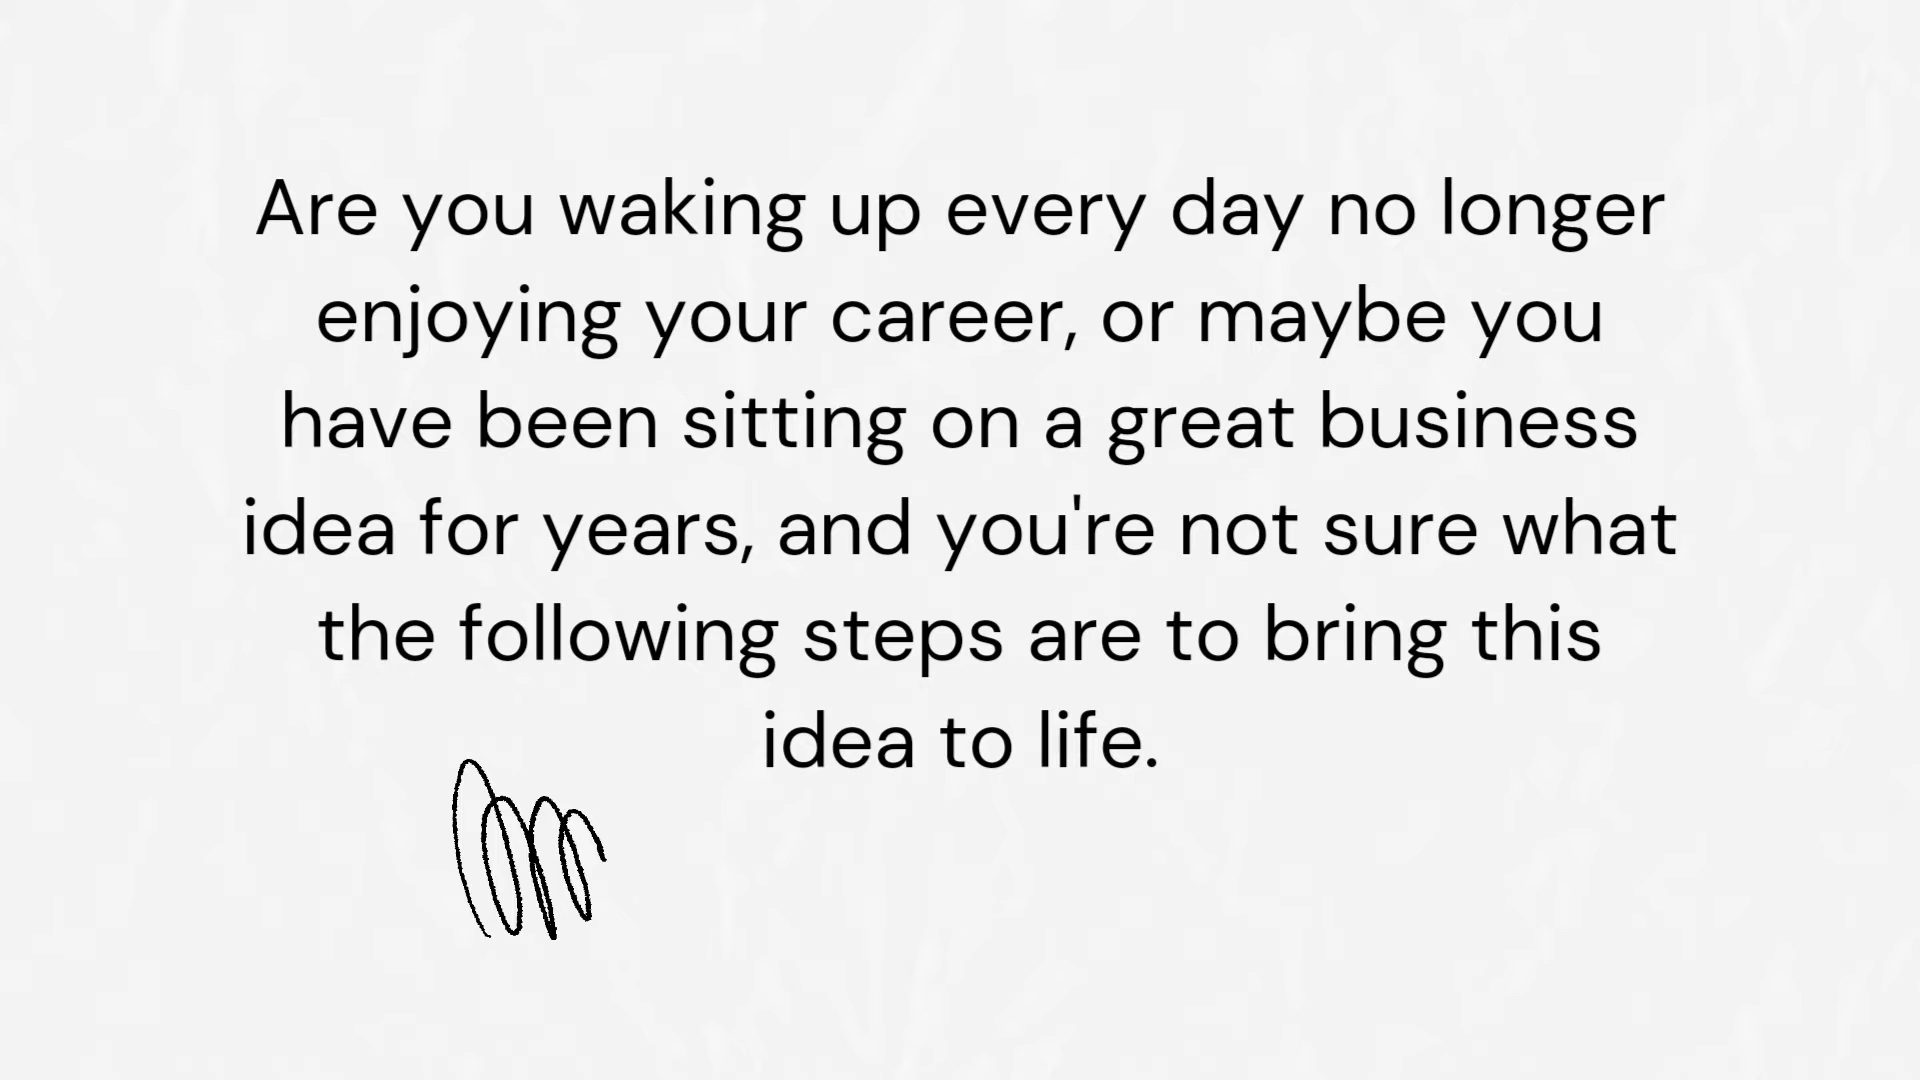 Are you waking up every day no longer
enjoying your career, or maybe you
have been sitting on a great business
idea for years, and you're not sure what
the following steps are to bring this
idea to life.